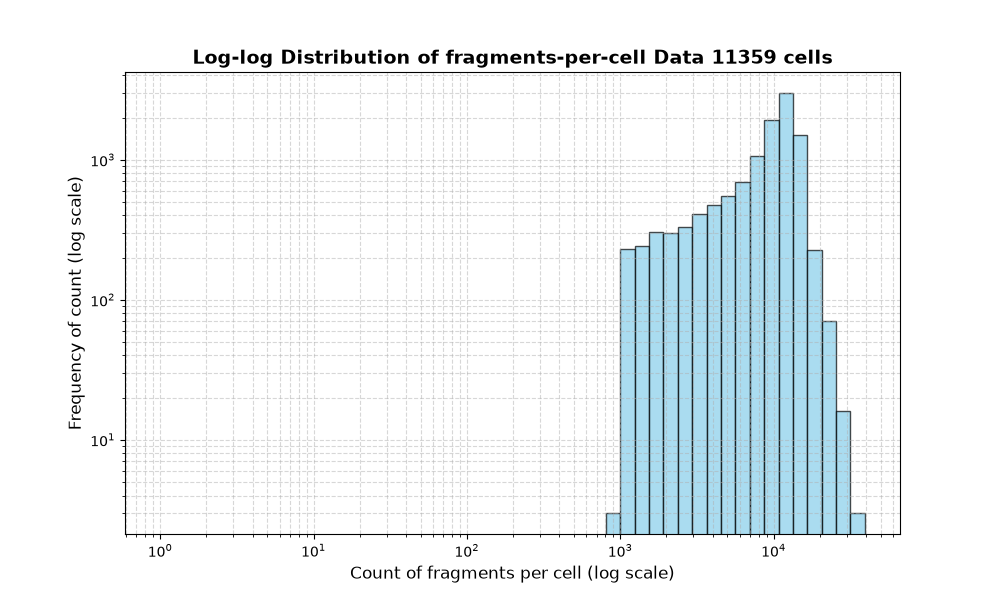 Log-log Distribution of fragments-per-cell Data 11359 cells
Frequency of count (log scale)
10³
10²
10¹
10⁰ 10¹ 10² 10³ 10⁴
Count of fragments per cell (log scale)